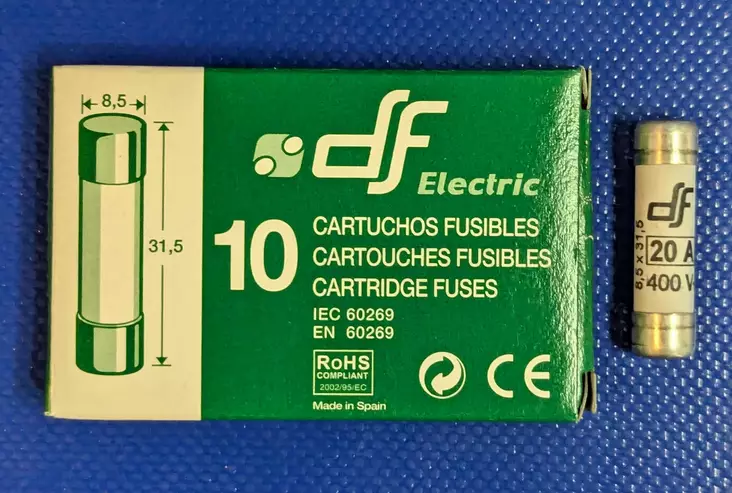 8,5
31,5
df
Electric
10
CARTUCHOS FUSIBLES
CARTOUCHES FUSIBLES
CARTRIDGE FUSES
IEC 60269
EN 60269
RoHS
COMPLIANT
2002/95/EC
Made in Spain
CE
df
20 A
400 V
8,5 x 31,5